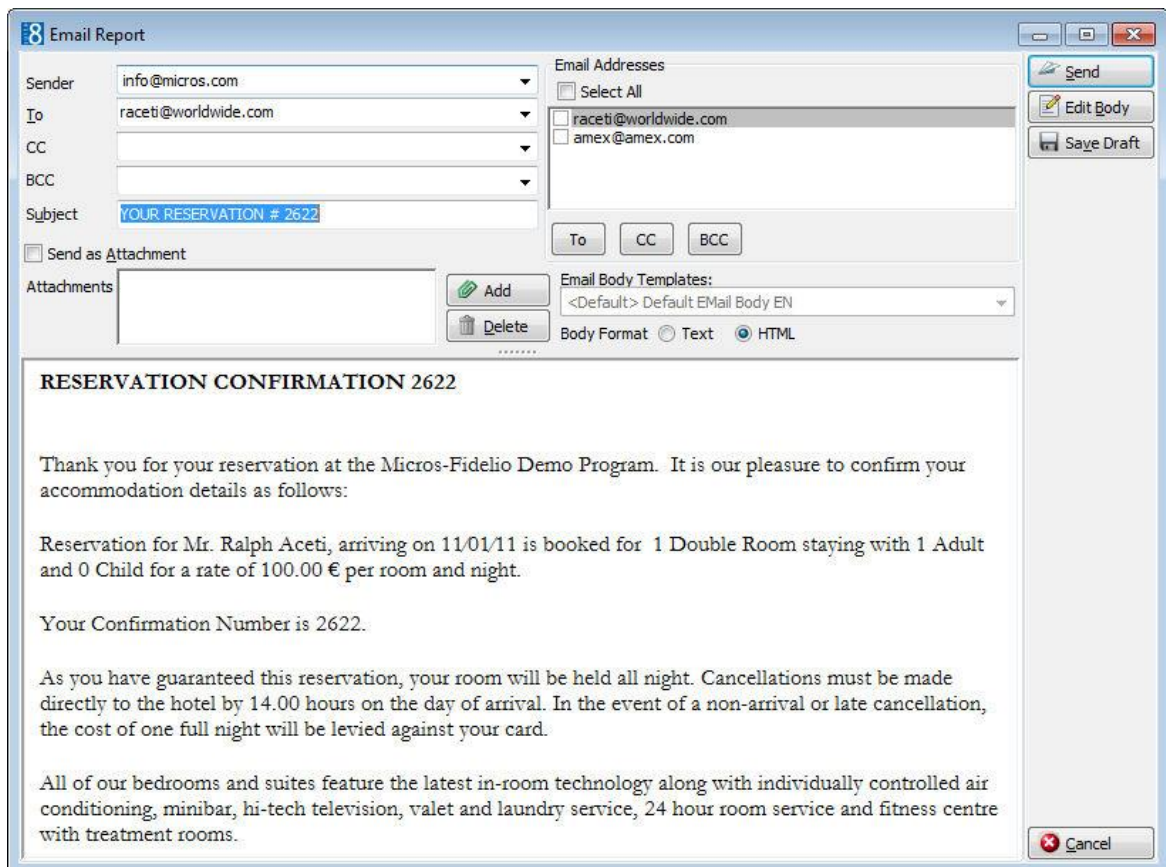 8 Email Report
Sender info@micros.com
To raceti@worldwide.com
CC
BCC
Subject YOUR RESERVATION # 2622
Send as Attachment
Attachments
Add
Delete
Email Addresses
Select All
raceti@worldwide.com
amex@amex.com
To CC BCC
Email Body Templates:
<Default> Default EMail Body EN
Body Format Text HTML
Send
Edit Body
Save Draft
RESERVATION CONFIRMATION 2622
Thank you for your reservation at the Micros-Fidelio Demo Program.  It is our pleasure to confirm your
accommodation details as follows:
Reservation for Mr. Ralph Aceti, arriving on 11/01/11 is booked for  1 Double Room staying with 1 Adult
and 0 Child for a rate of 100.00 € per room and night.
Your Confirmation Number is 2622.
As you have guaranteed this reservation, your room will be held all night. Cancellations must be made
directly to the hotel by 14.00 hours on the day of arrival. In the event of a non-arrival or late cancellation,
the cost of one full night will be levied against your card.
All of our bedrooms and suites feature the latest in-room technology along with individually controlled air
conditioning, minibar, hi-tech television, valet and laundry service, 24 hour room service and fitness centre
with treatment rooms.
Cancel